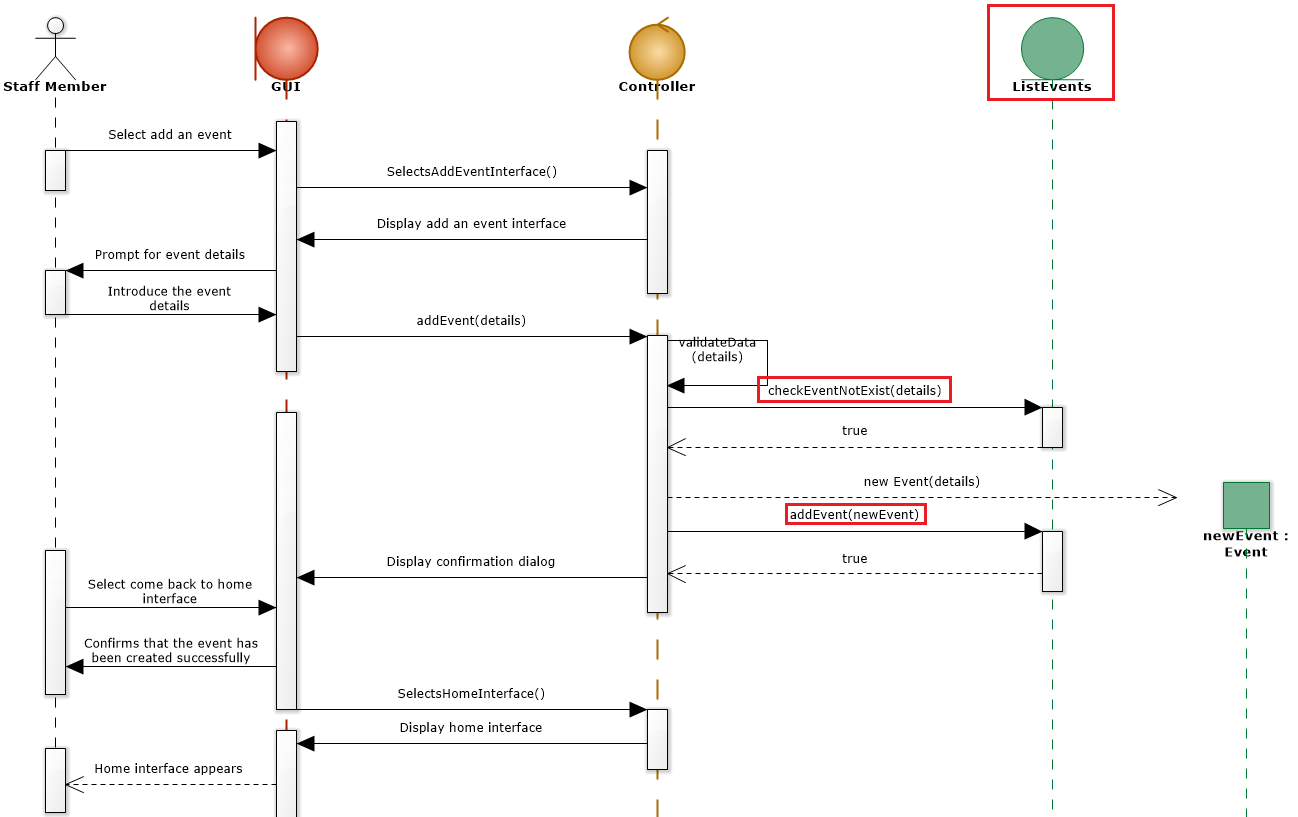 Staff Member
GUI
Controller
ListEvents
Select add an event
SelectsAddEventInterface()
Display add an event interface
Prompt for event details
Introduce the event
details
addEvent(details)
validateData
(details)
checkEventNotExist(details)
true
new Event(details)
addEvent(newEvent)
newEvent :
Event
true
Display confirmation dialog
Select come back to home
interface
Confirms that the event has
been created successfully
SelectsHomeInterface()
Display home interface
Home interface appears